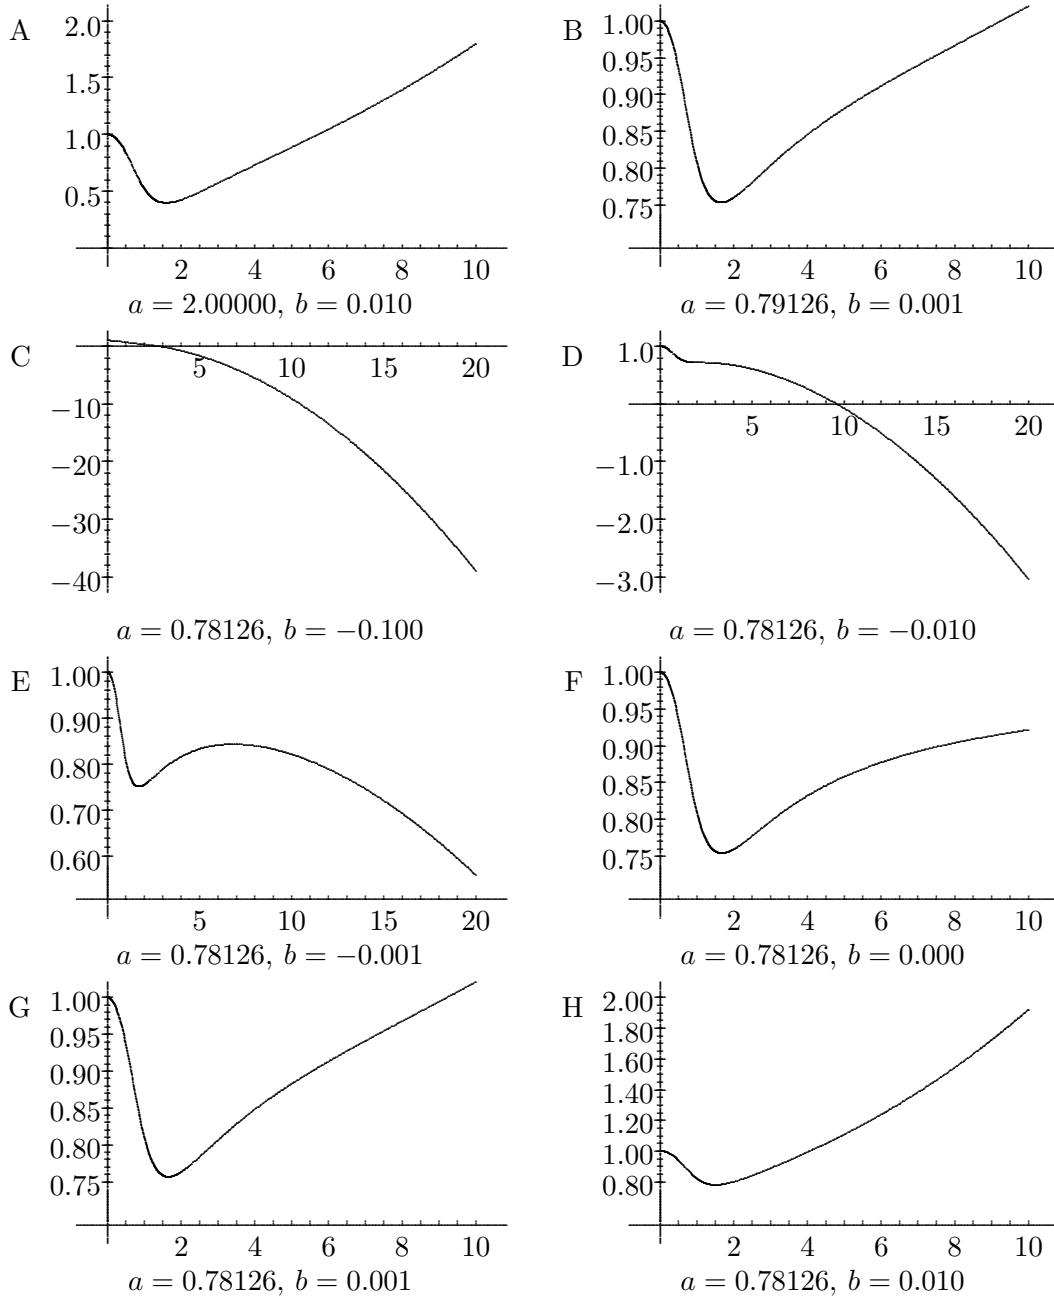 A
2.0
1.5
1.0
0.5
2 4 6 8 10
a = 2.00000, b = 0.010
B
1.00
0.95
0.90
0.85
0.80
0.75
2 4 6 8 10
a = 0.79126, b = 0.001
C
5 10 15 20
−10
−20
−30
−40
a = 0.78126, b = −0.100
D
1.0
5 10 15 20
−1.0
−2.0
−3.0
a = 0.78126, b = −0.010
E
1.00
0.90
0.80
0.70
0.60
5 10 15 20
a = 0.78126, b = −0.001
F
1.00
0.95
0.90
0.85
0.80
0.75
2 4 6 8 10
a = 0.78126, b = 0.000
G
1.00
0.95
0.90
0.85
0.80
0.75
2 4 6 8 10
a = 0.78126, b = 0.001
H
2.00
1.80
1.60
1.40
1.20
1.00
0.80
2 4 6 8 10
a = 0.78126, b = 0.010